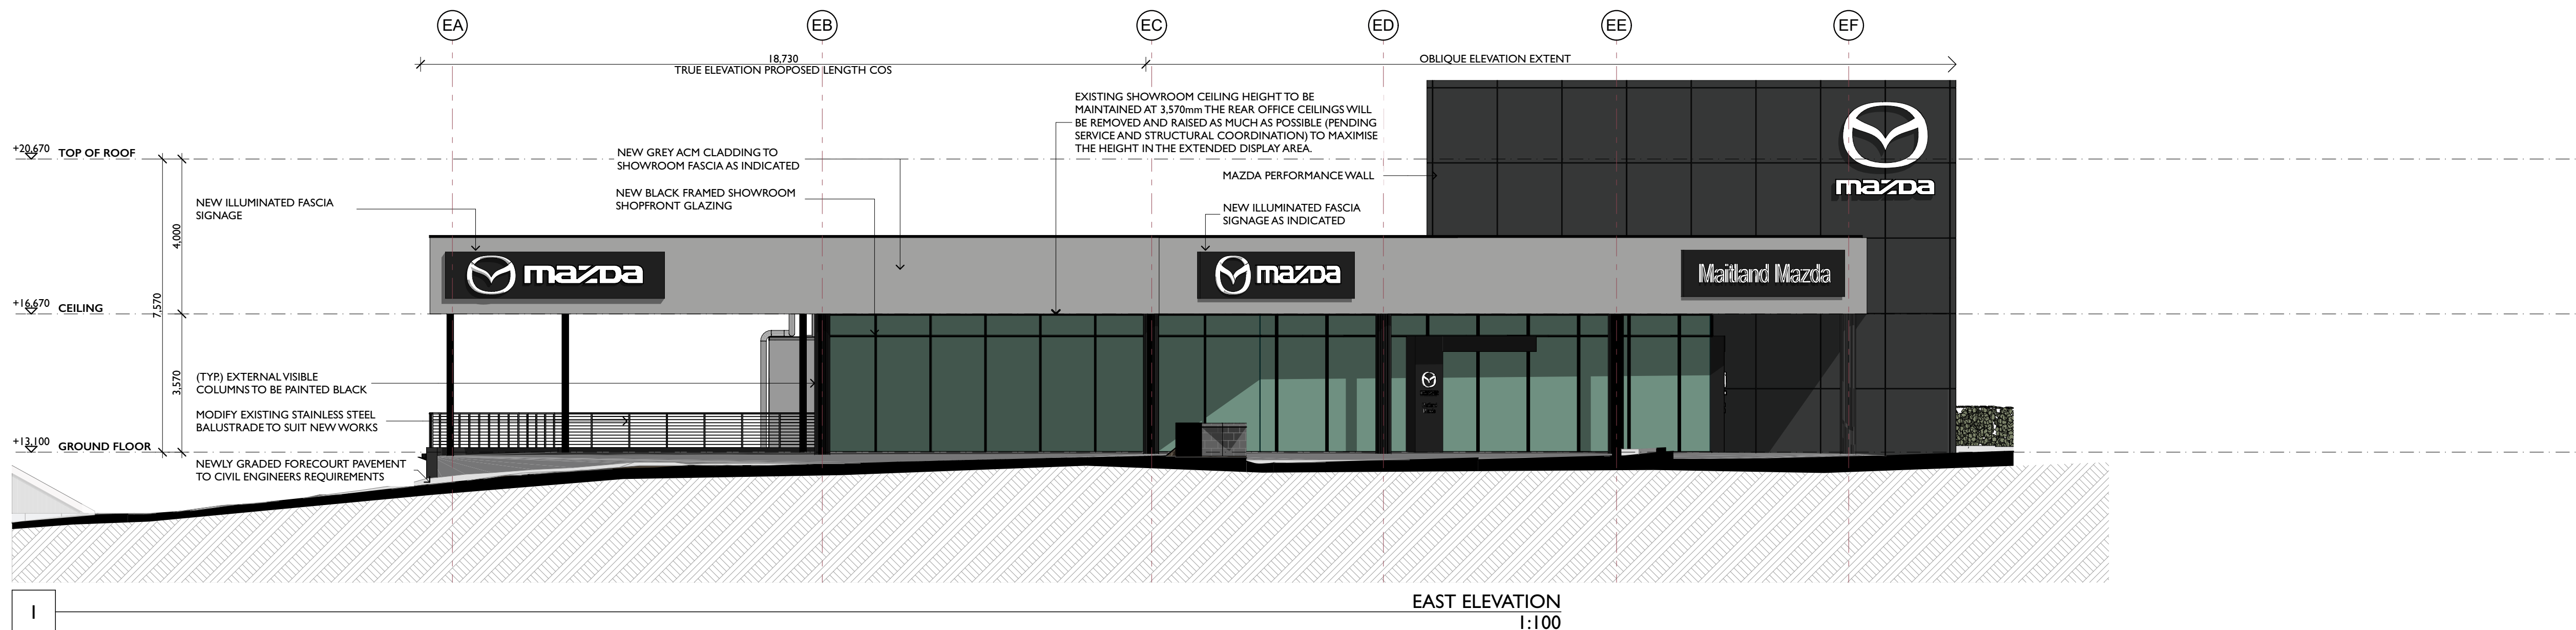 EA
EB
EC
ED
EE
EF
18,730
TRUE ELEVATION PROPOSED LENGTH COS
OBLIQUE ELEVATION EXTENT
EXISTING SHOWROOM CEILING HEIGHT TO BE
MAINTAINED AT 3,570mm THE REAR OFFICE CEILINGS WILL
BE REMOVED AND RAISED AS MUCH AS POSSIBLE (PENDING
SERVICE AND STRUCTURAL COORDINATION) TO MAXIMISE
THE HEIGHT IN THE EXTENDED DISPLAY AREA.
+20,670
TOP OF ROOF
NEW GREY ACM CLADDING TO
SHOWROOM FASCIA AS INDICATED
MAZDA PERFORMANCE WALL
mazda
NEW BLACK FRAMED SHOWROOM
SHOPFRONT GLAZING
NEW ILLUMINATED FASCIA
SIGNAGE
NEW ILLUMINATED FASCIA
SIGNAGE AS INDICATED
4,000
mazda
mazda
Maitland Mazda
+16,670
CEILING
7,570
3,570
(TYP.) EXTERNAL VISIBLE
COLUMNS TO BE PAINTED BLACK
MODIFY EXISTING STAINLESS STEEL
BALUSTRADE TO SUIT NEW WORKS
+13,100
GROUND FLOOR
NEWLY GRADED FORECOURT PAVEMENT
TO CIVIL ENGINEERS REQUIREMENTS
1
EAST ELEVATION
1:100